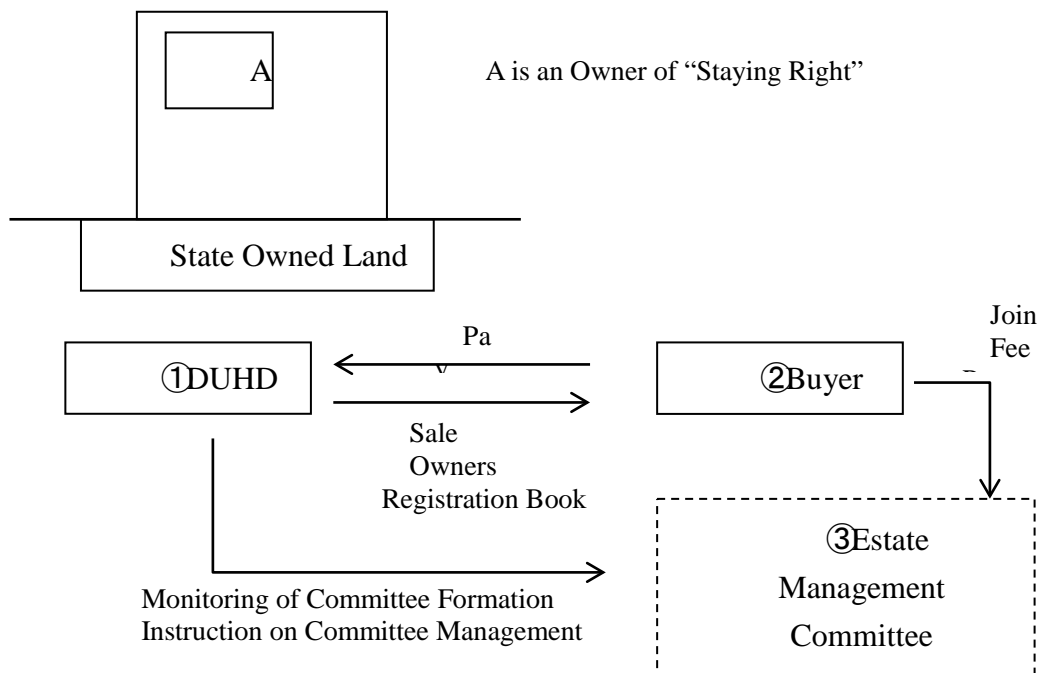 A
A is an Owner of “Staying Right”
State Owned Land
Join
Fee
Pa
①DUHD
②Buyer
Sale
Owners
Registration Book
③Estate
Management
Committee
Monitoring of Committee Formation
Instruction on Committee Management